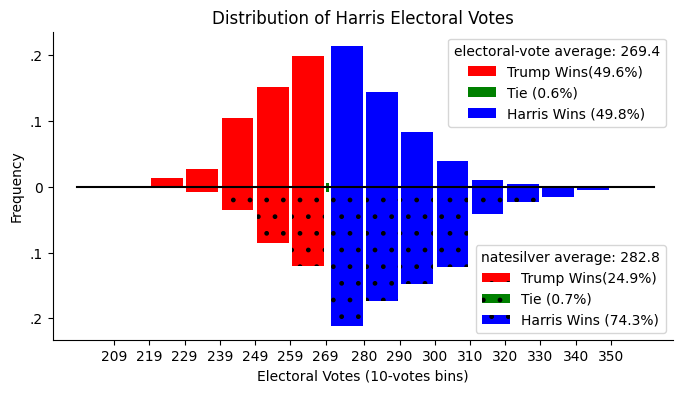 Distribution of Harris Electoral Votes
.2
.1
0
.1
.2
Frequency
electoral-vote average: 269.4
Trump Wins(49.6%)
Tie (0.6%)
Harris Wins (49.8%)
natesilver average: 282.8
Trump Wins(24.9%)
Tie (0.7%)
Harris Wins (74.3%)
209 219 229 239 249 259 269 280 290 300 310 320 330 340 350
Electoral Votes (10-votes bins)